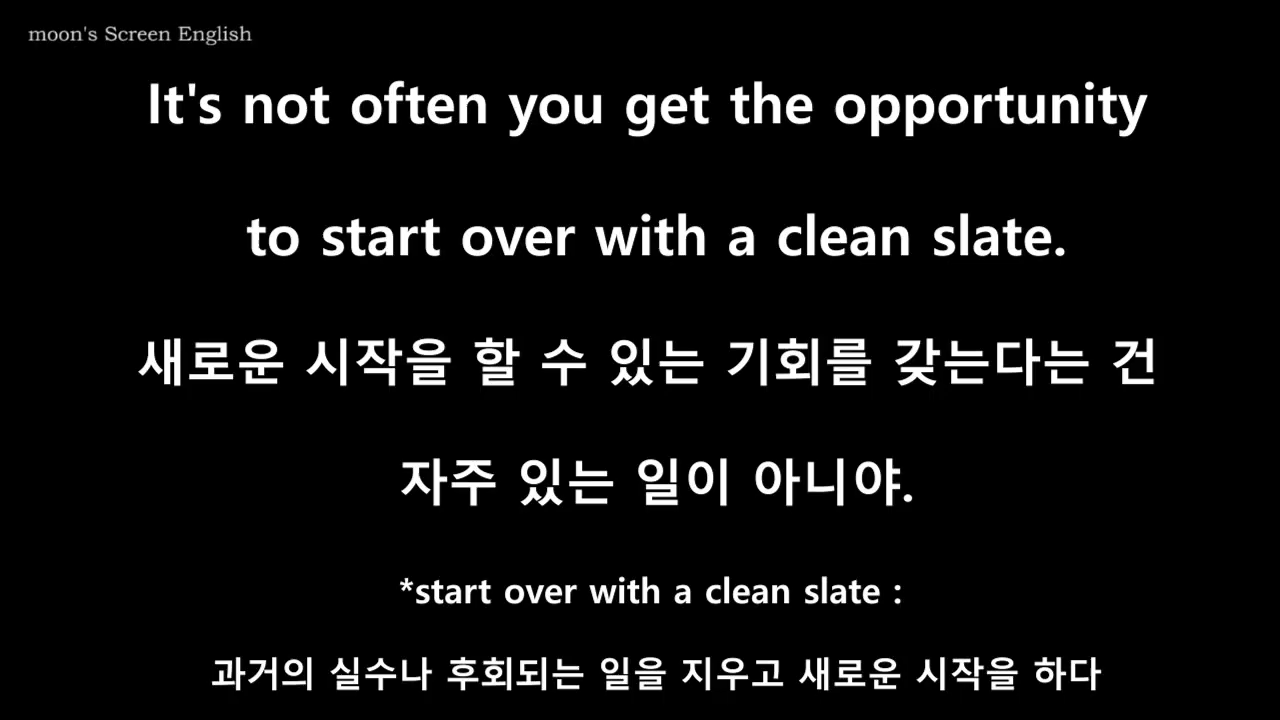 moon's Screen English
It's not often you get the opportunity
to start over with a clean slate.
새로운 시작을 할 수 있는 기회를 갖는다는 건
자주 있는 일이 아니야.
*start over with a clean slate :
과거의 실수나 후회되는 일을 지우고 새로운 시작을 하다